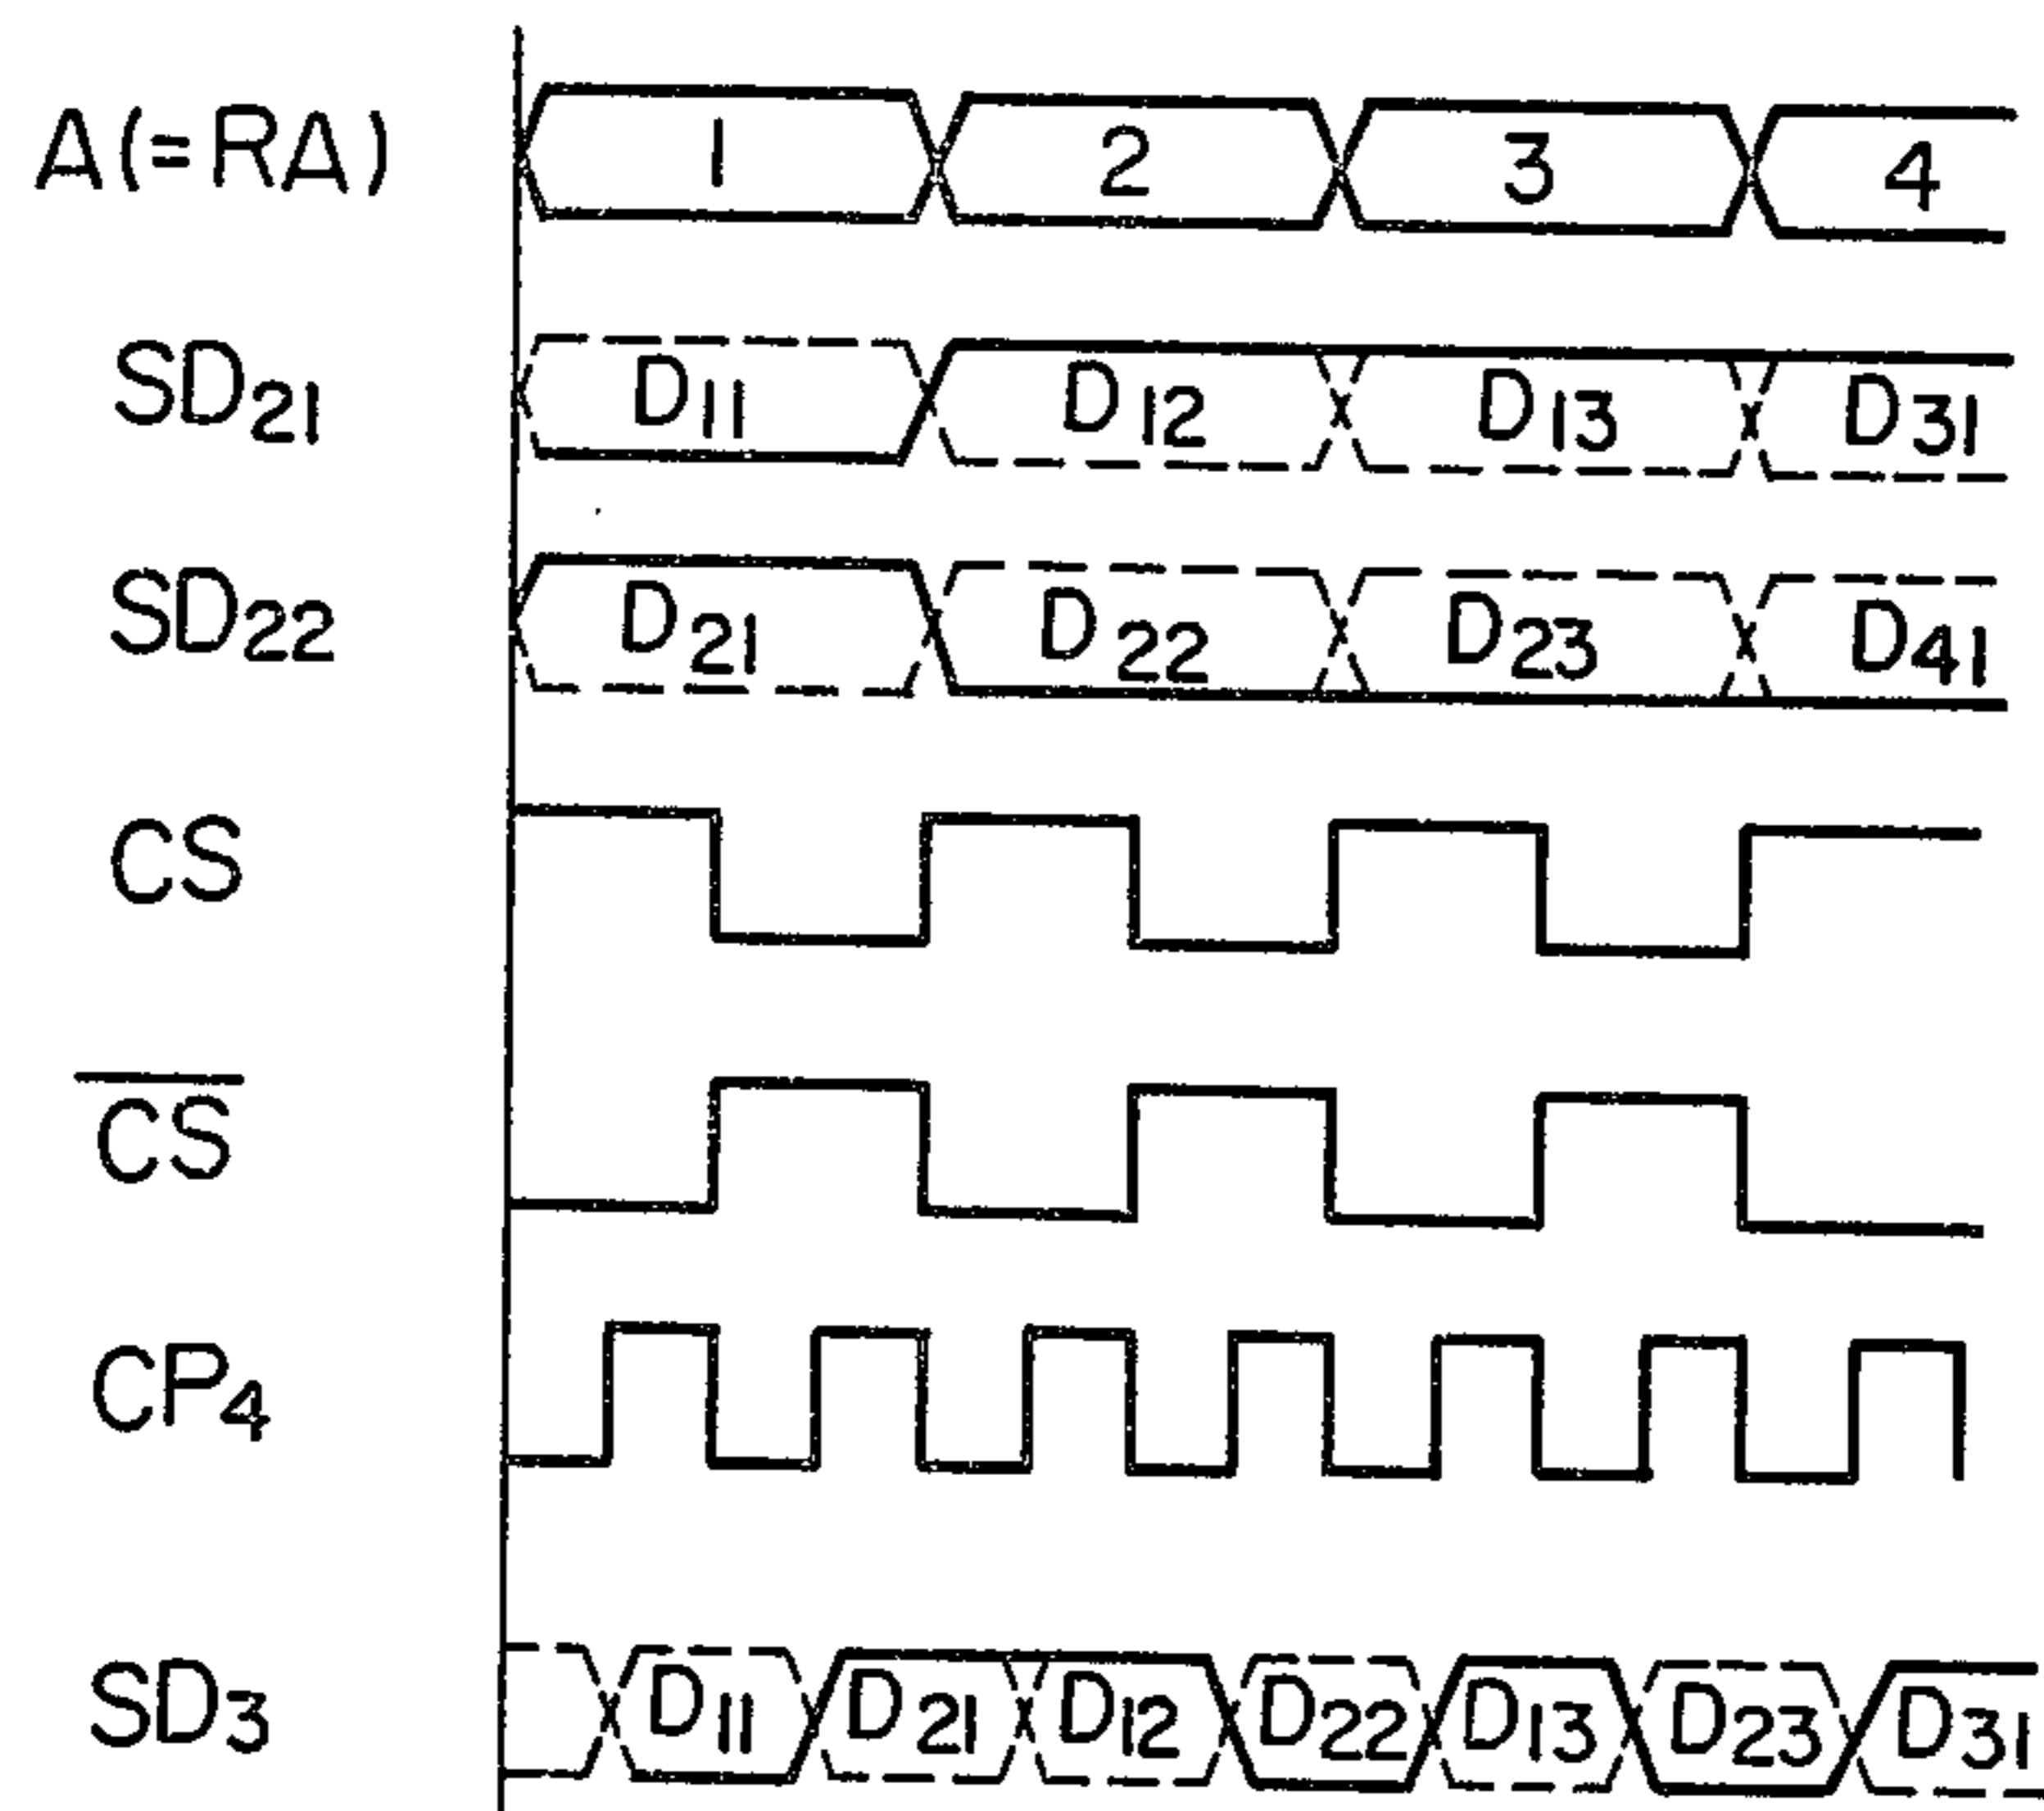 A(=RA) 1 2 3 4
SD21 D11 D12 D13 D31
SD22 D21 D22 D23 D41
CS
C̅S̅
CP4
SD3 D11 D21 D12 D22 D13 D23 D31